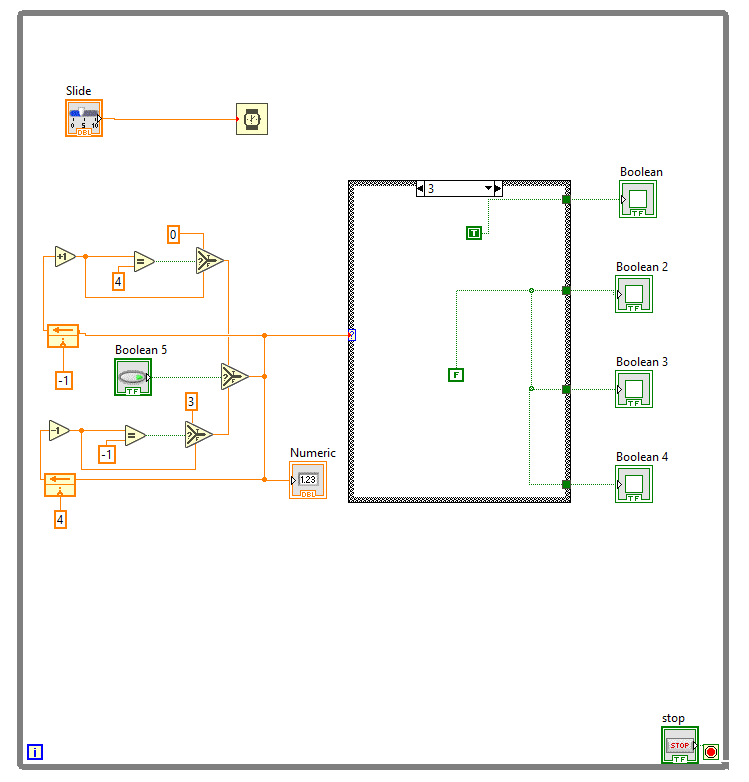 Slide
0 5 10
DBL
3
Boolean
T
TF
0
+1
=
?
T
F
4
Boolean 2
TF
-1
Boolean 5
TF
?
T
F
F
Boolean 3
TF
3
-1
=
?
T
F
-1
Numeric
1.23
DBL
Boolean 4
TF
4
stop
STOP
TF
i